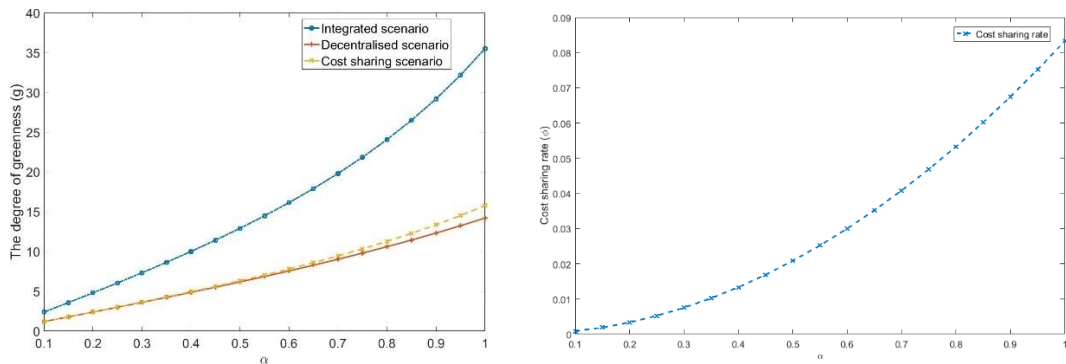 40
35
30
25
20
15
10
5
0
The degree of greenness (g)
Integrated scenario
Decentralised scenario
Cost sharing scenario
0.1 0.2 0.3 0.4 0.5 0.6 0.7 0.8 0.9 1
α
0.09
0.08
0.07
0.06
0.05
0.04
0.03
0.02
0.01
0
Cost sharing rate (ϕ)
Cost sharing rate
0.1 0.2 0.3 0.4 0.5 0.6 0.7 0.8 0.9 1
α